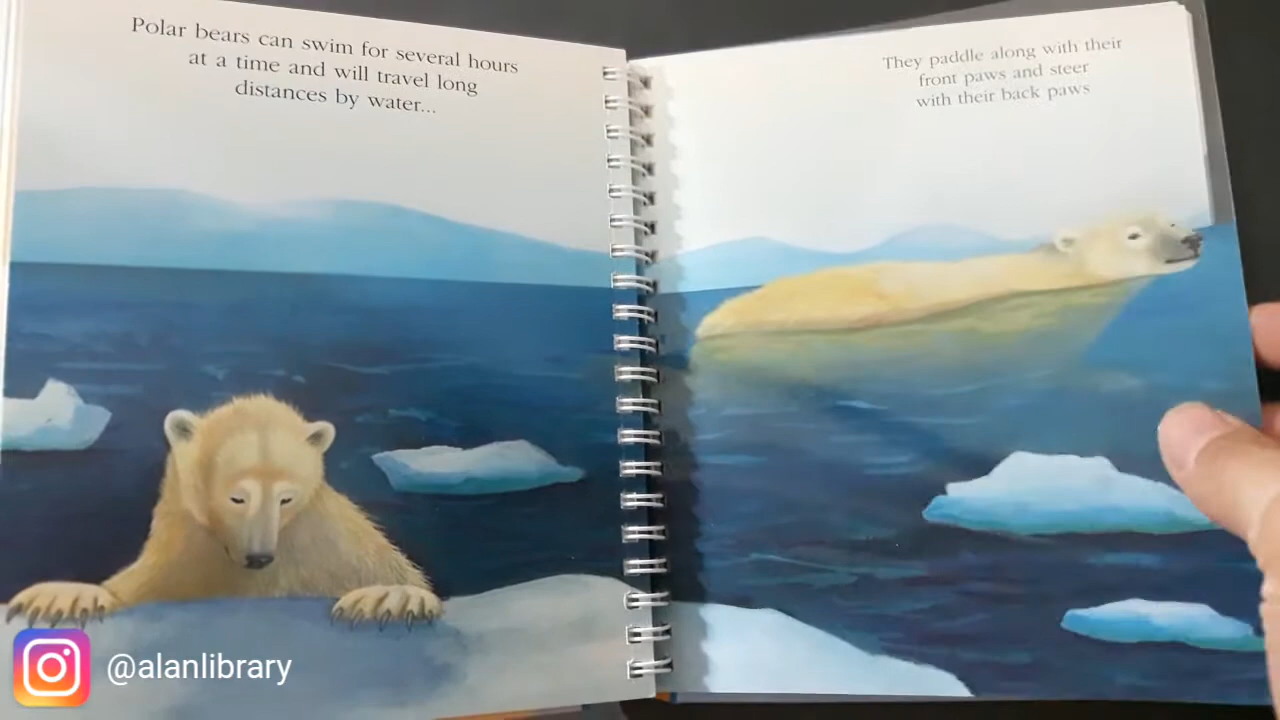 Polar bears can swim for several hours
at a time and will travel long
distances by water...
They paddle along with their
front paws and steer
with their back paws
@alanlibrary